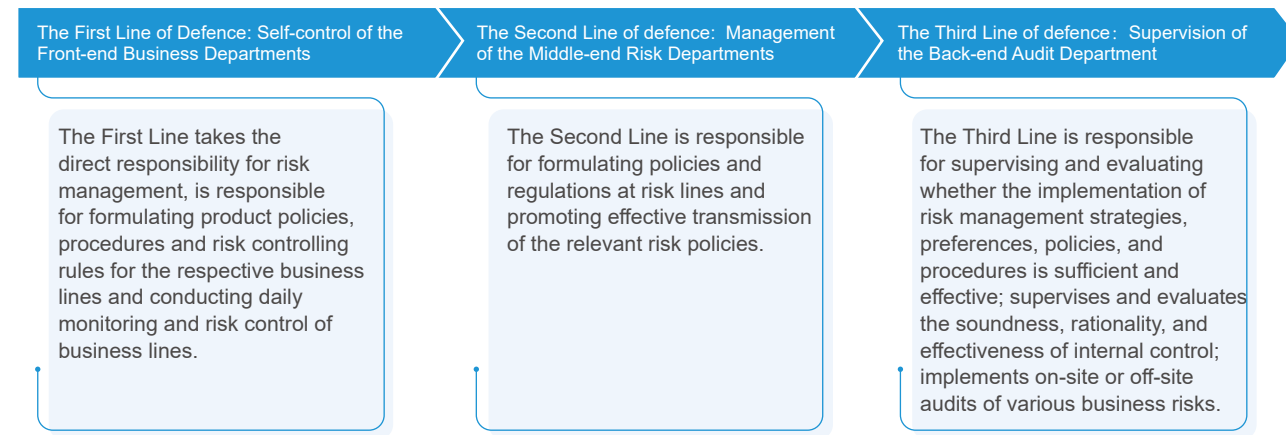 The First Line of Defence: Self-control of the
Front-end Business Departments
The Second Line of defence: Management
of the Middle-end Risk Departments
The Third Line of defence：Supervision of
the Back-end Audit Department
The First Line takes the
direct responsibility for risk
management, is responsible
for formulating product policies,
procedures and risk controlling
rules for the respective business
lines and conducting daily
monitoring and risk control of
business lines.
The Second Line is responsible
for formulating policies and
regulations at risk lines and
promoting effective transmission
of the relevant risk policies.
The Third Line is responsible
for supervising and evaluating
whether the implementation of
risk management strategies,
preferences, policies, and
procedures is sufficient and
effective; supervises and evaluates
the soundness, rationality, and
effectiveness of internal control;
implements on-site or off-site
audits of various business risks.